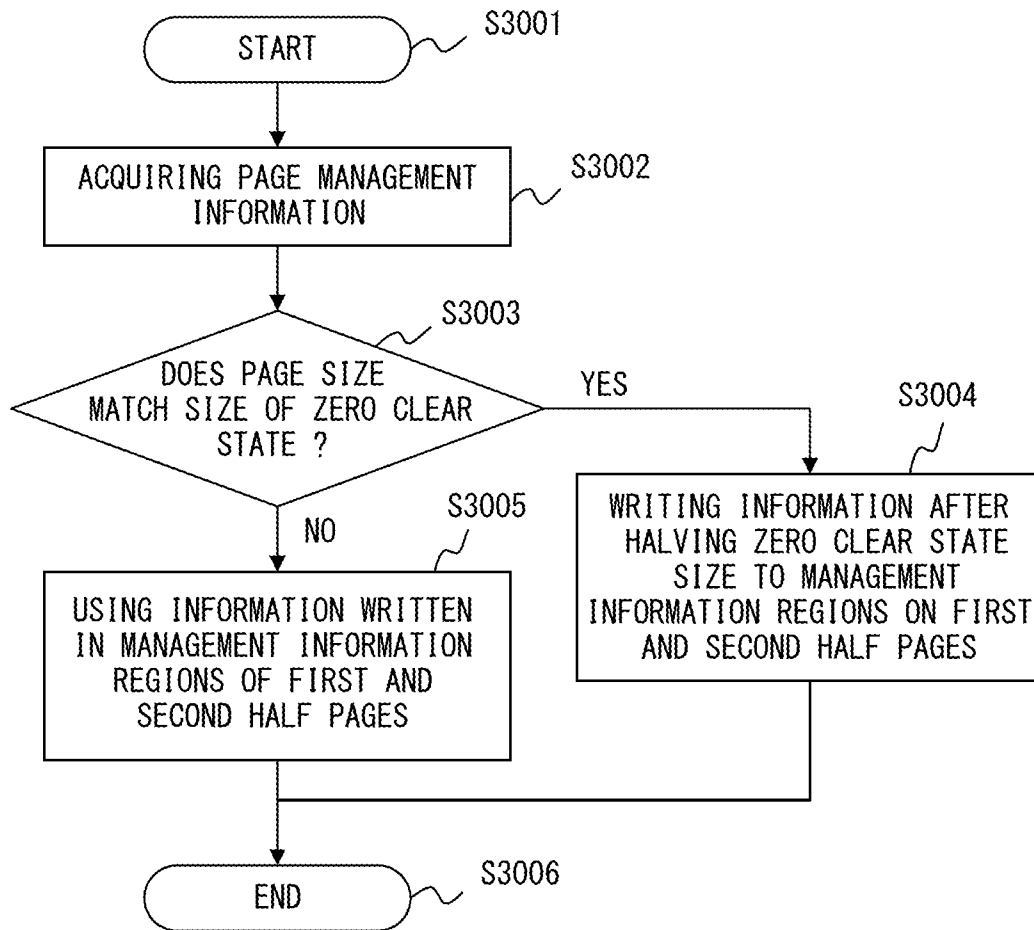 START
S3001
ACQUIRING PAGE MANAGEMENT
INFORMATION
S3002
DOES PAGE SIZE
MATCH SIZE OF ZERO CLEAR
STATE ?
S3003
YES
NO
S3004
WRITING INFORMATION AFTER
HALVING ZERO CLEAR STATE
SIZE TO MANAGEMENT
INFORMATION REGIONS ON FIRST
AND SECOND HALF PAGES
S3005
USING INFORMATION WRITTEN
IN MANAGEMENT INFORMATION
REGIONS OF FIRST AND
SECOND HALF PAGES
END
S3006